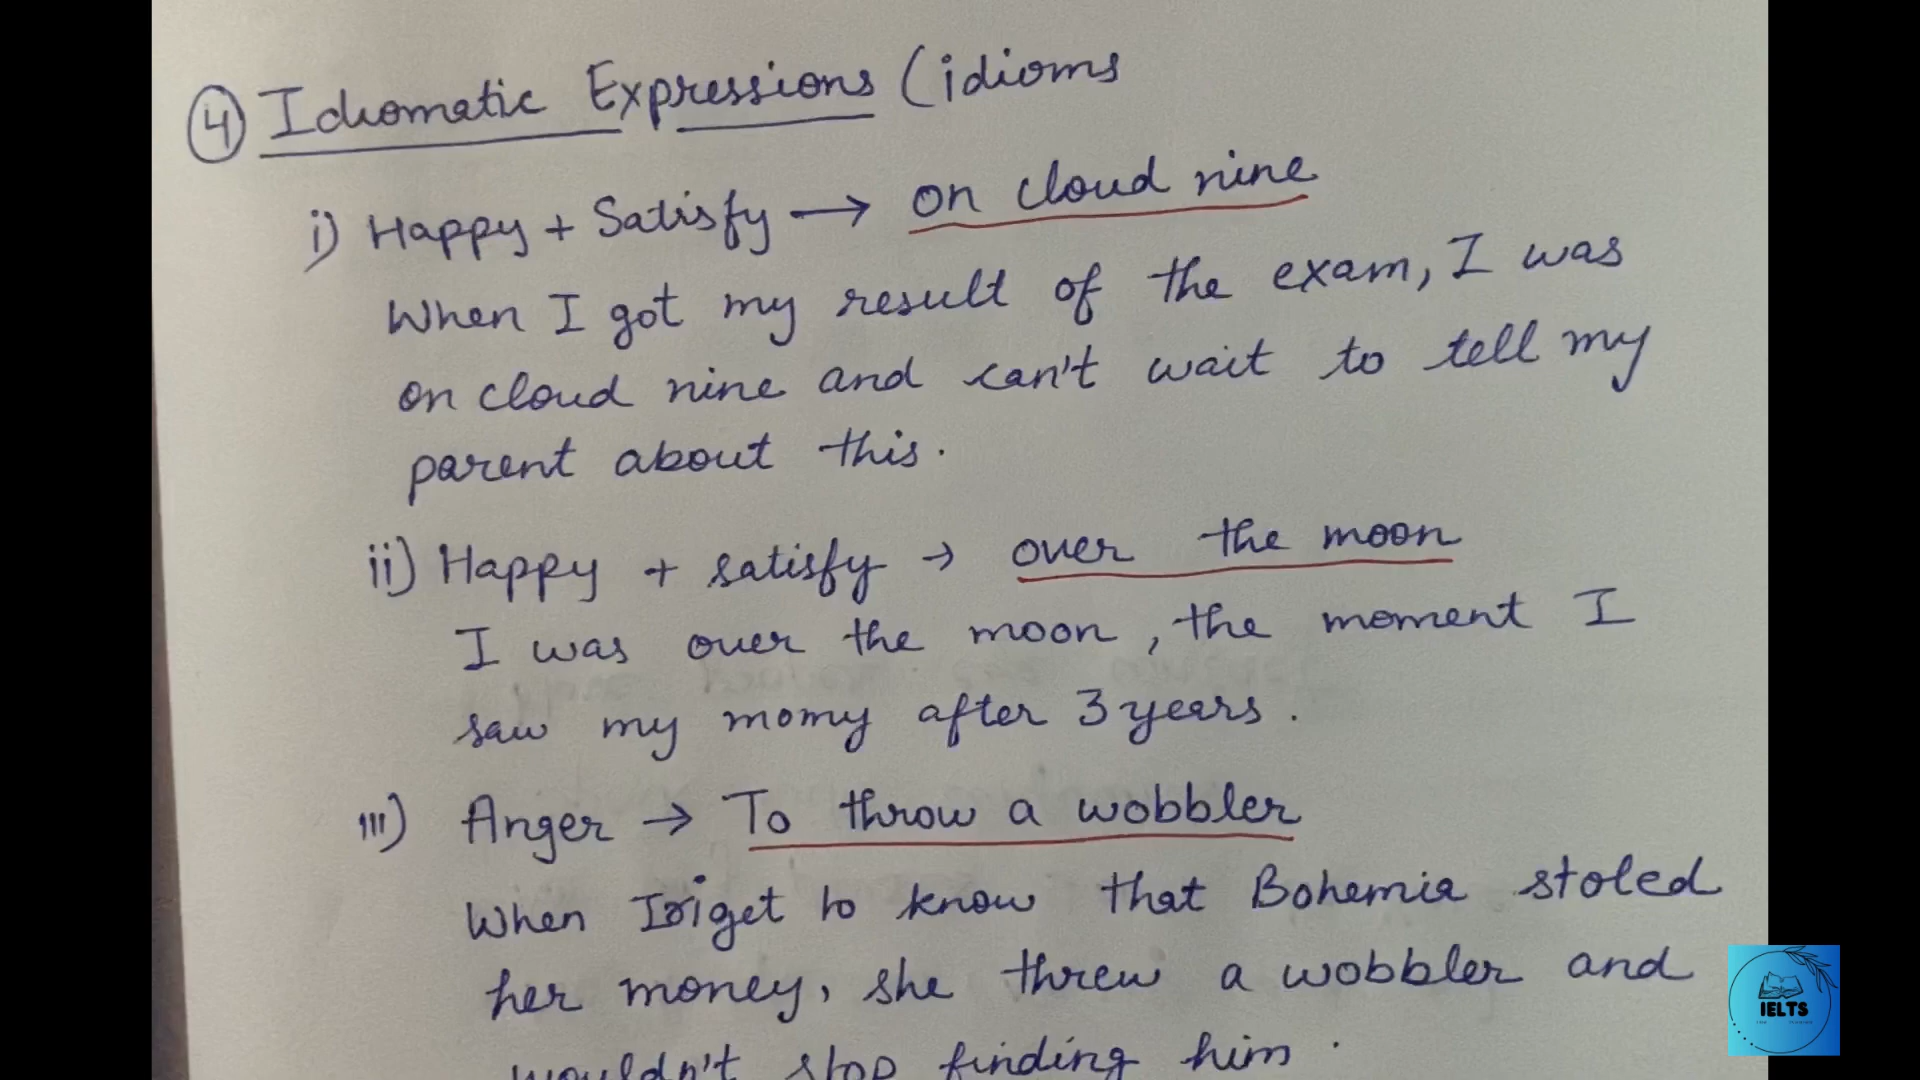 ④ Idiomatic Expressions (idioms
i) Happy + Satisfy → on cloud nine
When I got my result of the exam, I was
on cloud nine and can't wait to tell my
parent about this.
ii) Happy + satisfy → over the moon
I was over the moon, the moment I
saw my momy after 3 years.
iii) Anger → To throw a wobbler
When get to know that Bohemia stoled
her money, she threw a wobbler and
wouldn't stop finding him.
IELTS